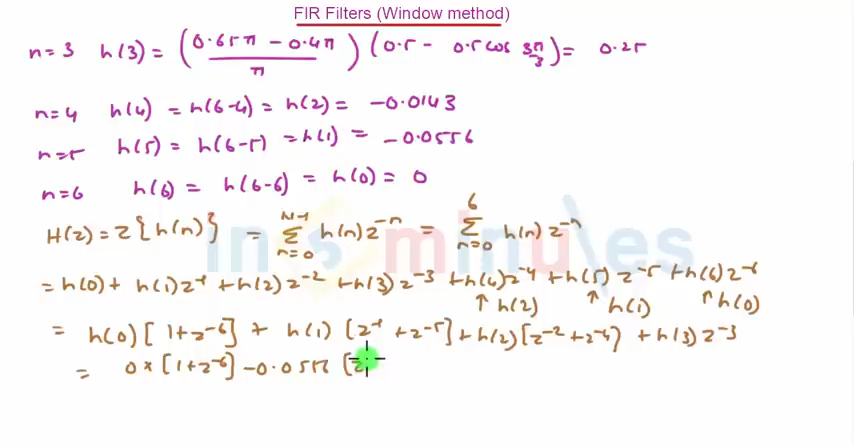 FIR Filters (Window method)
n=3 h(3) = (0.65π - 0.4π / π) (0.5 - 0.5 cos 3π/3) = 0.25
n=4 h(4) = h(6-4) = h(2) = -0.0143
n=5 h(5) = h(6-5) = h(1) = -0.0556
n=6 h(6) = h(6-6) = h(0) = 0
H(z) = Z{h(n)} = Σ_{n=0}^{N-1} h(n) z^{-n} = Σ_{n=0}^{6} h(n) z^{-n}
in5minutes
= h(0) + h(1) z^{-1} + h(2) z^{-2} + h(3) z^{-3} + h(4) z^{-4} + h(5) z^{-5} + h(6) z^{-6}
↑ h(2) ↑ h(1) ↑ h(0)
= h(0) [1+z^{-6}] + h(1) [z^{-1} + z^{-5}] + h(2) [z^{-2} + z^{-4}] + h(3) z^{-3}
= 0 × [1+z^{-6}] - 0.0556 [z